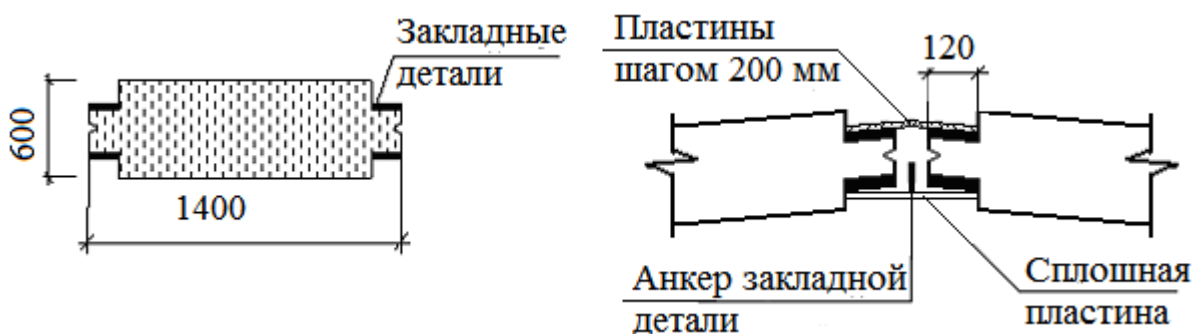 Закладные
детали
600
1400
Пластины
шагом 200 мм
120
Анкер закладной
детали
Сплошная
пластина